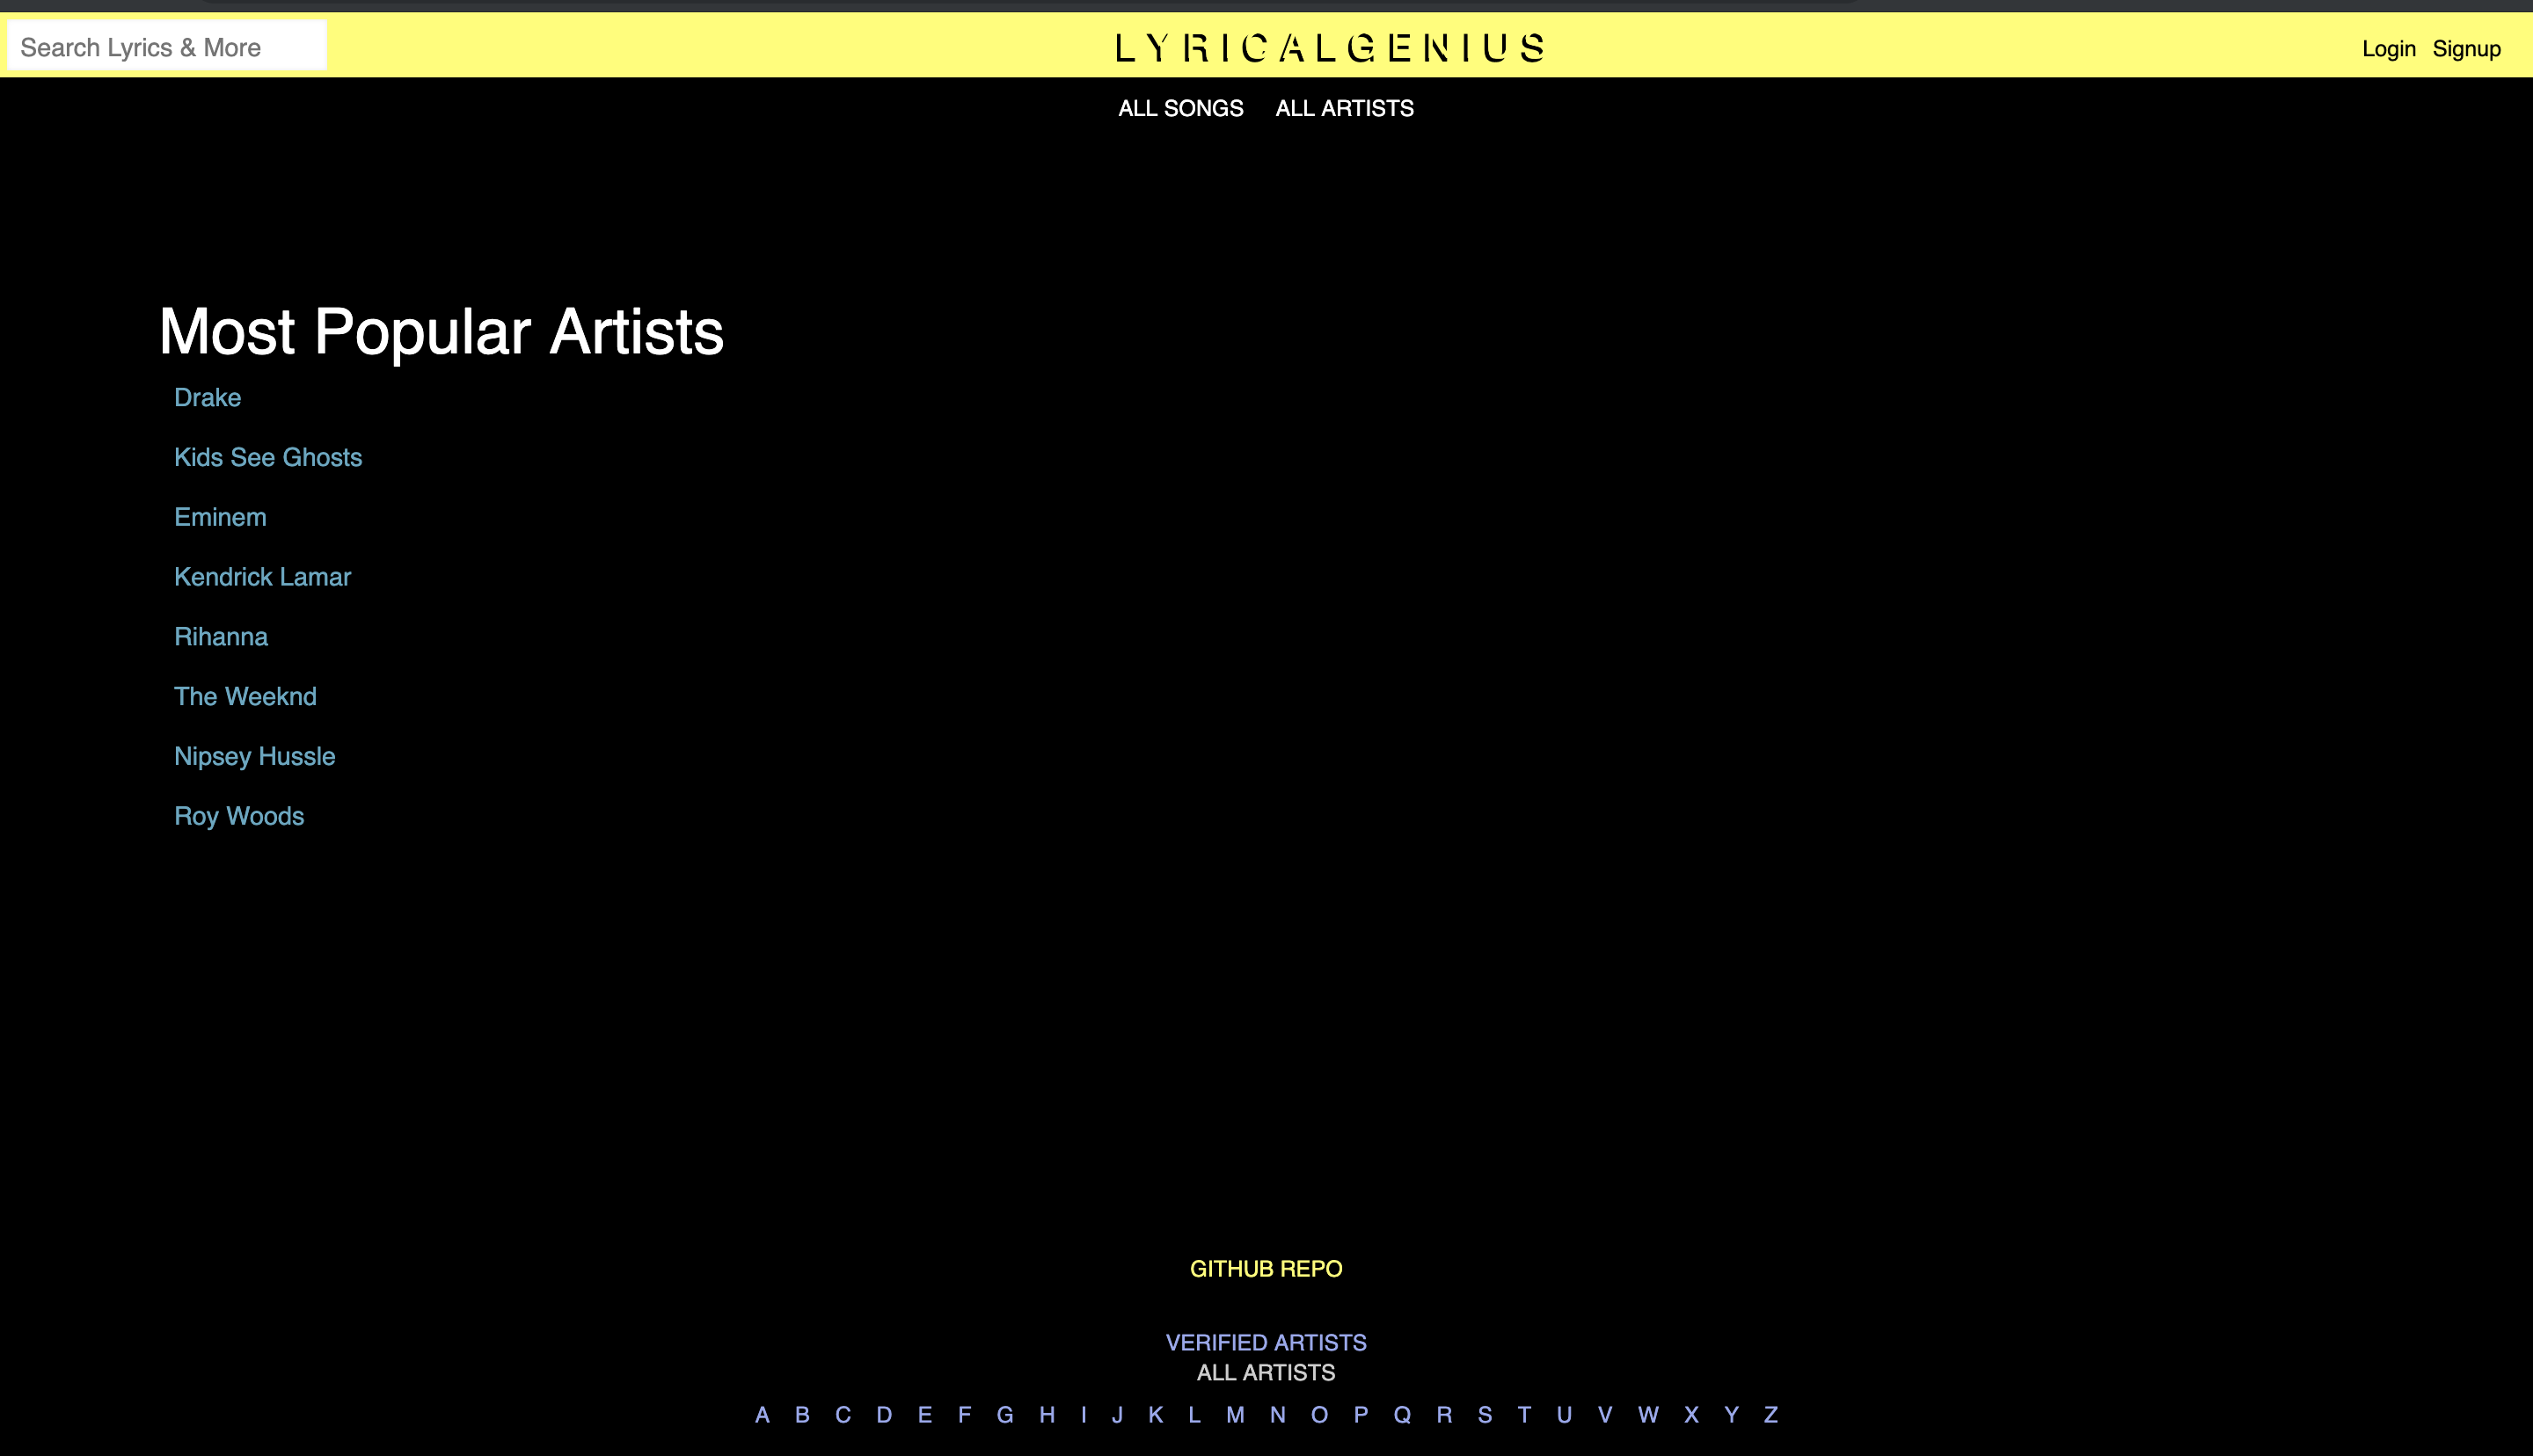 Search Lyrics & More LYRICALGENIUS Login Signup
ALL SONGS ALL ARTISTS
Most Popular Artists
Drake
Kids See Ghosts
Eminem
Kendrick Lamar
Rihanna
The Weeknd
Nipsey Hussle
Roy Woods
GITHUB REPO
VERIFIED ARTISTS
ALL ARTISTS
A B C D E F G H I J K L M N O P Q R S T U V W X Y Z